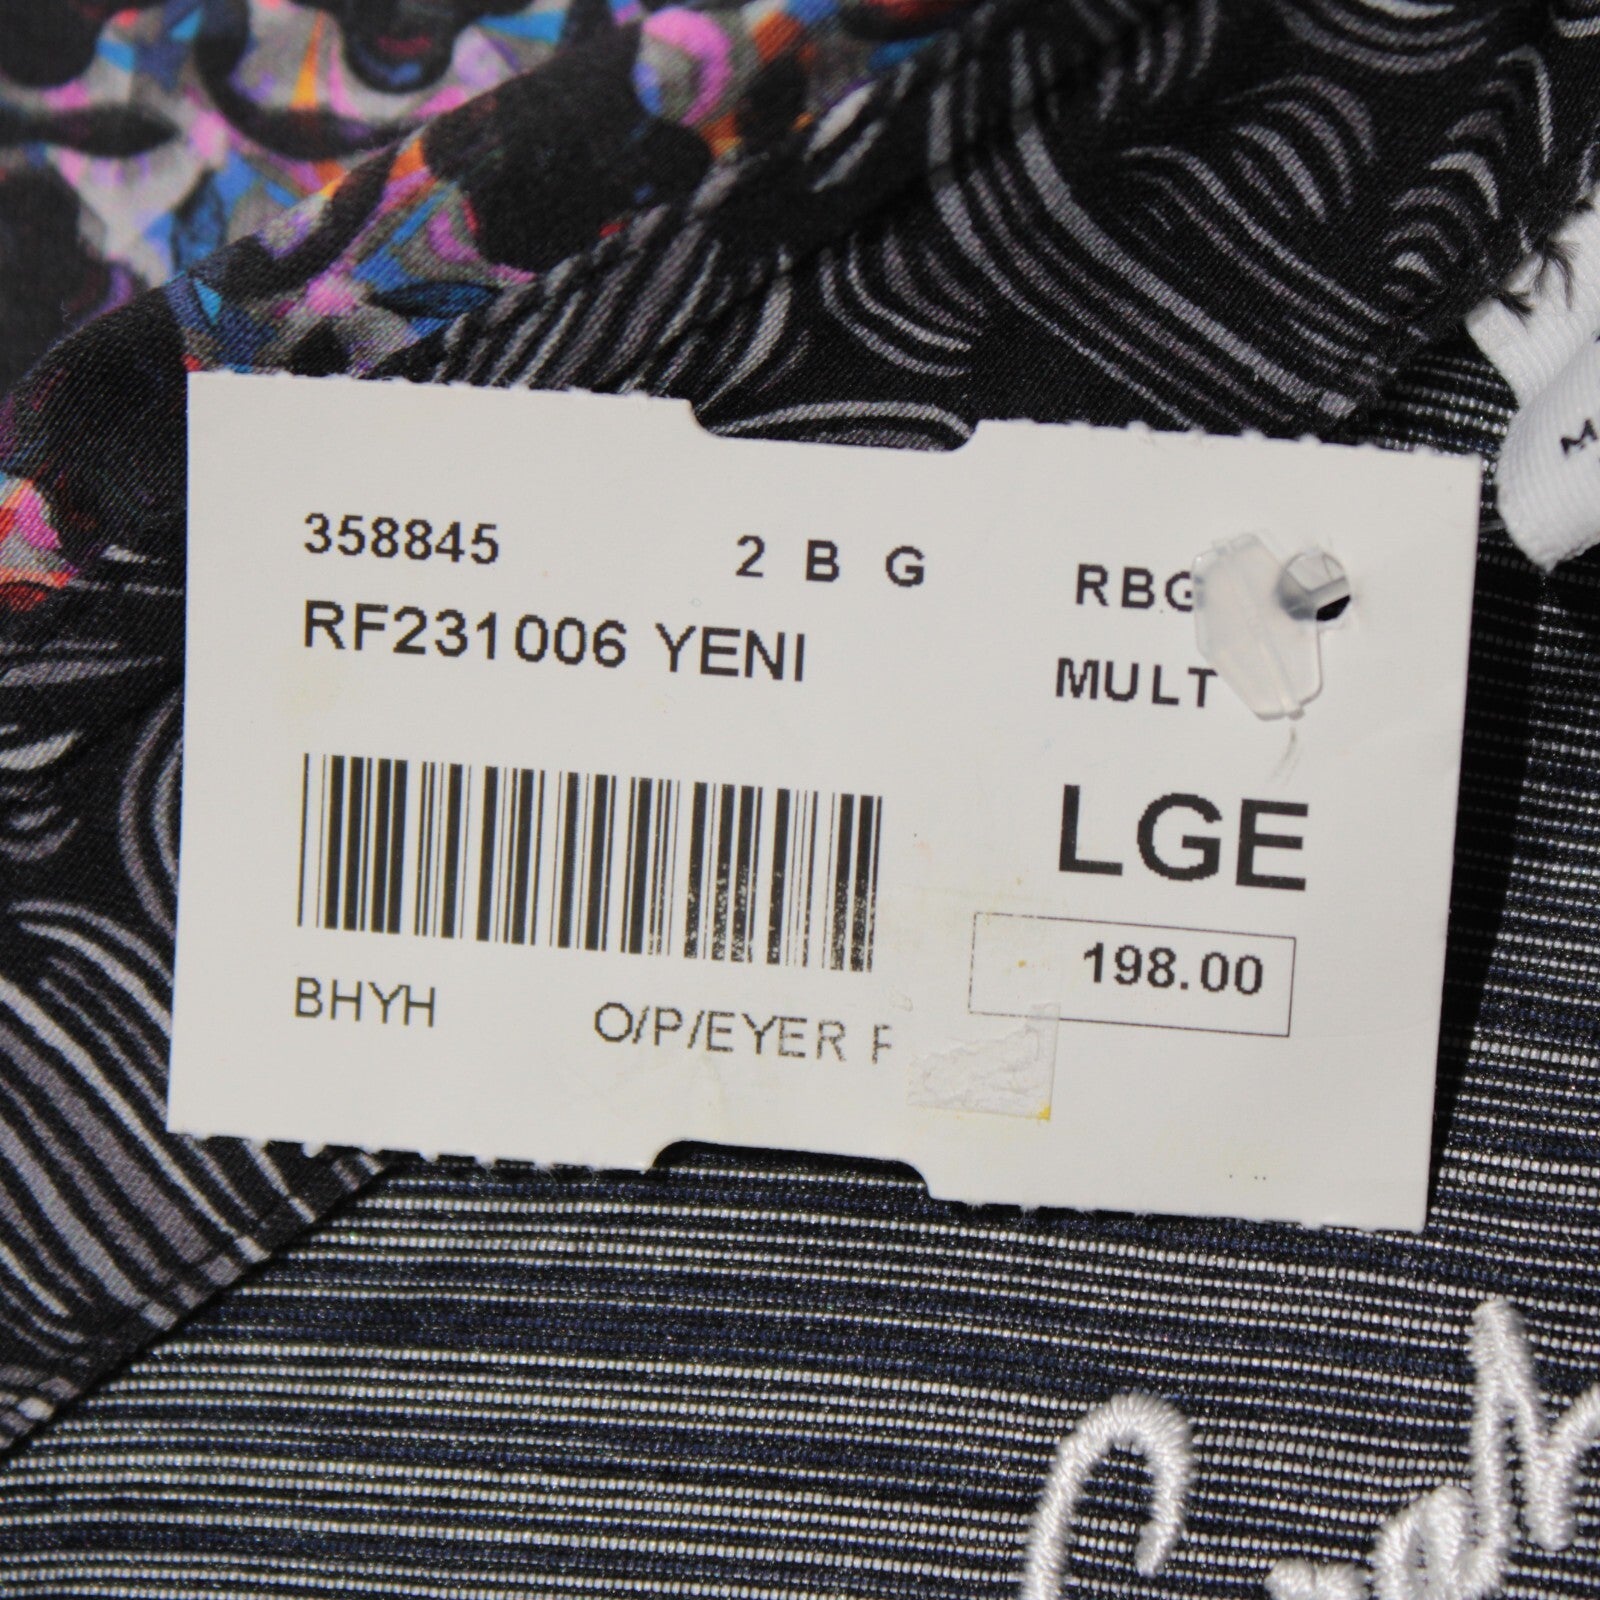 358845 2 B G RBG
RF231006 YENI MULT
LGE
198.00
BHYH O/P/EYER F